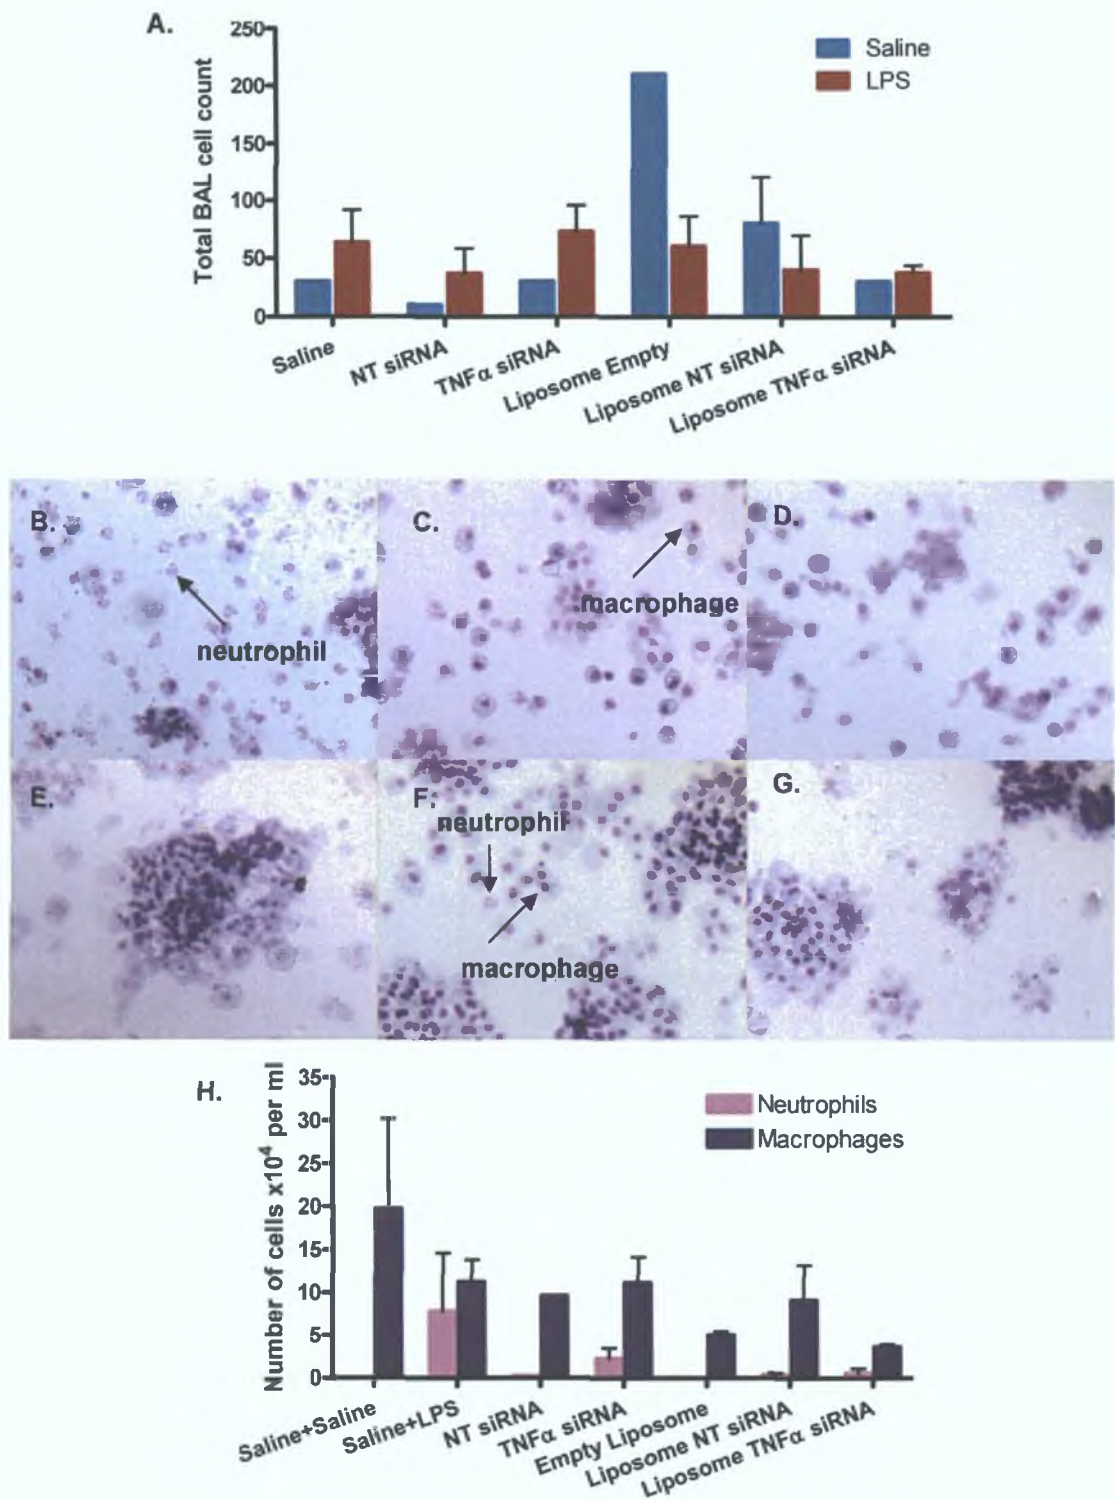 A.
250
200
150
100
50
0
Total BAL cell count
Saline
LPS
Saline
NT siRNA
TNFα siRNA
Liposome Empty
Liposome NT siRNA
Liposome TNFα siRNA
B.
neutrophil
C.
macrophage
D.
E.
F.
neutrophil
macrophage
G.
H.
35
30
25
20
15
10
5
0
Number of cells x10⁴ per ml
Neutrophils
Macrophages
Saline+Saline
Saline+LPS
NT siRNA
TNFα siRNA
Empty Liposome
Liposome NT siRNA
Liposome TNFα siRNA